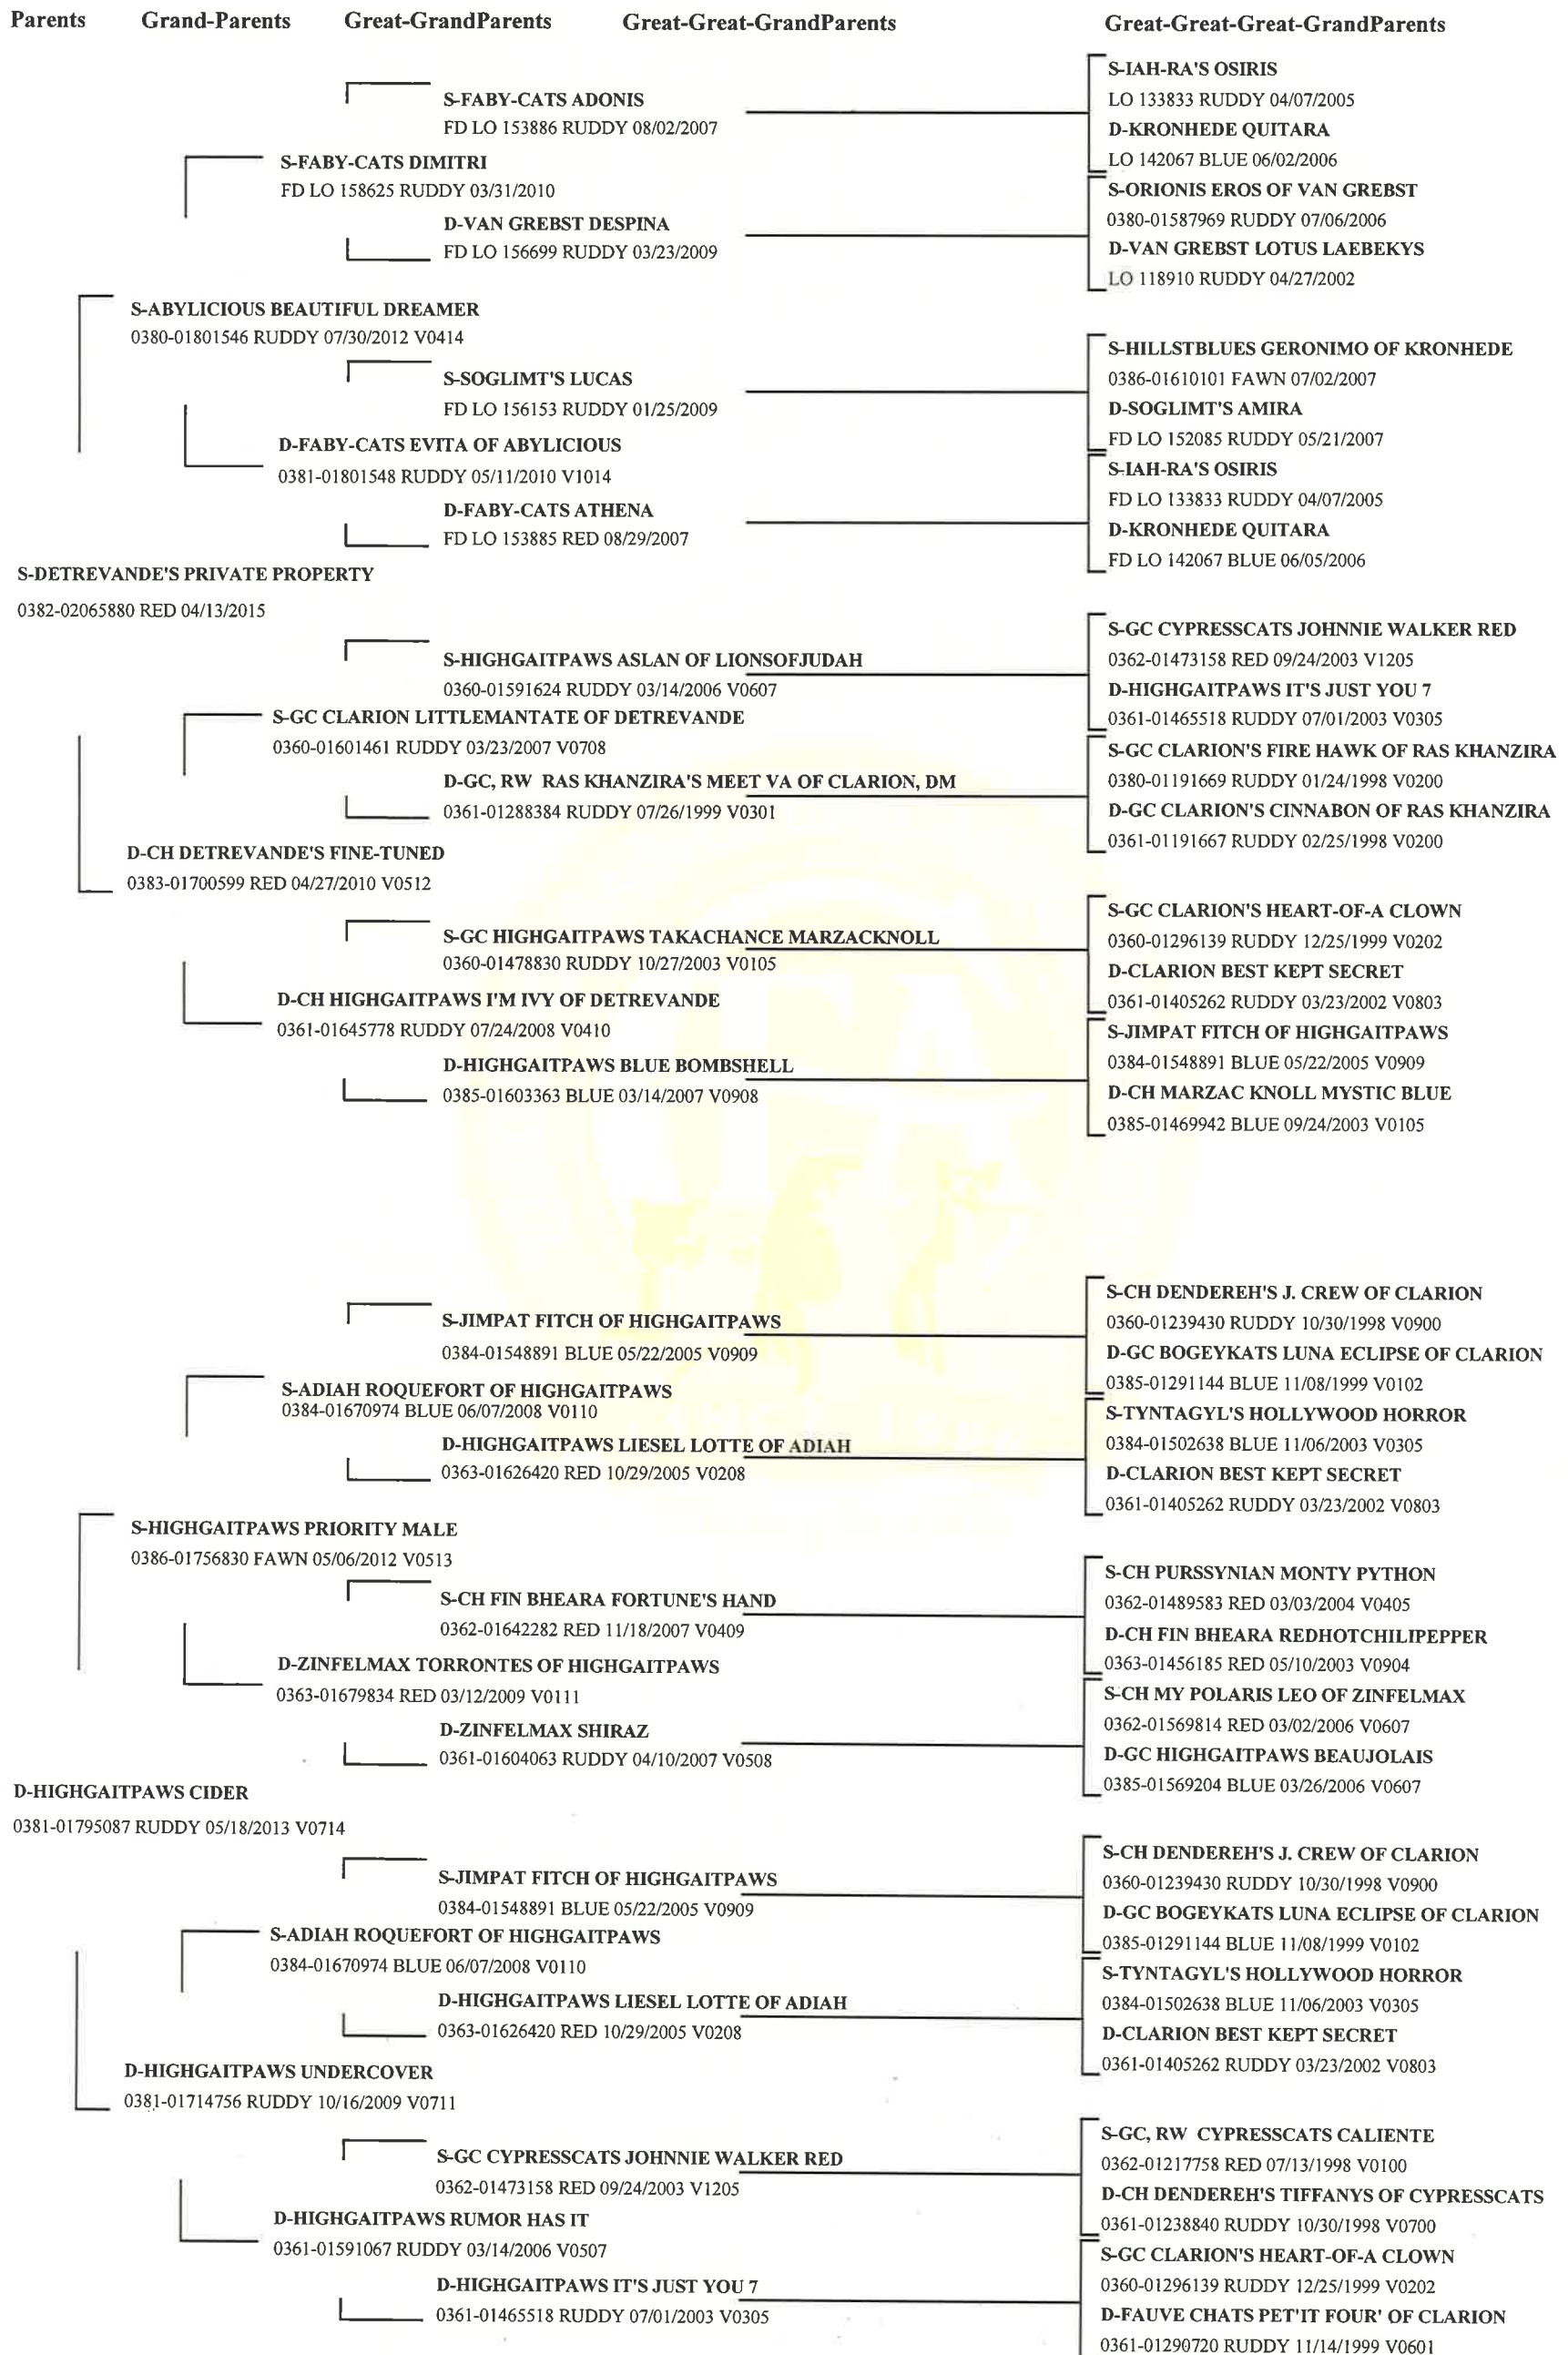 Parents Grand-Parents Great-GrandParents Great-Great-GrandParents Great-Great-Great-GrandParents
S-IAH-RA'S OSIRIS
LO 133833 RUDDY 04/07/2005
S-FABY-CATS ADONIS
FD LO 153886 RUDDY 08/02/2007
D-KRONHEDE QUITARA
LO 142067 BLUE 06/02/2006
S-FABY-CATS DIMITRI
FD LO 158625 RUDDY 03/31/2010
S-ORIONIS EROS OF VAN GREBST
0380-01587969 RUDDY 07/06/2006
D-VAN GREBST DESPINA
FD LO 156699 RUDDY 03/23/2009
D-VAN GREBST LOTUS LAEBEKYS
LO 118910 RUDDY 04/27/2002
S-ABYLICIOUS BEAUTIFUL DREAMER
0380-01801546 RUDDY 07/30/2012 V0414
S-HILLSTBLUES GERONIMO OF KRONHEDE
0386-01610101 FAWN 07/02/2007
S-SOGLIMT'S LUCAS
FD LO 156153 RUDDY 01/25/2009
D-SOGLIMT'S AMIRA
FD LO 152085 RUDDY 05/21/2007
D-FABY-CATS EVITA OF ABYLICIOUS
0381-01801548 RUDDY 05/11/2010 V1014
S-IAH-RA'S OSIRIS
FD LO 133833 RUDDY 04/07/2005
D-FABY-CATS ATHENA
FD LO 153885 RED 08/29/2007
D-KRONHEDE QUITARA
FD LO 142067 BLUE 06/05/2006
S-DETREVANDE'S PRIVATE PROPERTY
0382-02065880 RED 04/13/2015
S-GC CYPRESSCATS JOHNNIE WALKER RED
0362-01473158 RED 09/24/2003 V1205
S-HIGHGAITPAWS ASLAN OF LIONSOFJUDAH
0360-01591624 RUDDY 03/14/2006 V0607
D-HIGHGAITPAWS IT'S JUST YOU 7
0361-01465518 RUDDY 07/01/2003 V0305
S-GC CLARION LITTLEMANTATE OF DETREVANDE
0360-01601461 RUDDY 03/23/2007 V0708
S-GC CLARION'S FIRE HAWK OF RAS KHANZIRA
0380-01191669 RUDDY 01/24/1998 V0200
D-GC, RW RAS KHANZIRA'S MEET VA OF CLARION, DM
0361-01288384 RUDDY 07/26/1999 V0301
D-GC CLARION'S CINNABON OF RAS KHANZIRA
0361-01191667 RUDDY 02/25/1998 V0200
D-CH DETREVANDE'S FINE-TUNED
0383-01700599 RED 04/27/2010 V0512
S-GC CLARION'S HEART-OF-A CLOWN
0360-01296139 RUDDY 12/25/1999 V0202
S-GC HIGHGAITPAWS TAKACHANCE MARZACKNOLL
0360-01478830 RUDDY 10/27/2003 V0105
D-CLARION BEST KEPT SECRET
0361-01405262 RUDDY 03/23/2002 V0803
D-CH HIGHGAITPAWS I'M IVY OF DETREVANDE
0361-01645778 RUDDY 07/24/2008 V0410
S-JIMPAT FITCH OF HIGHGAITPAWS
0384-01548891 BLUE 05/22/2005 V0909
D-HIGHGAITPAWS BLUE BOMBSHELL
0385-01603363 BLUE 03/14/2007 V0908
D-CH MARZAC KNOLL MYSTIC BLUE
0385-01469942 BLUE 09/24/2003 V0105
S-CH DENDEREH'S J. CREW OF CLARION
0360-01239430 RUDDY 10/30/1998 V0900
S-JIMPAT FITCH OF HIGHGAITPAWS
0384-01548891 BLUE 05/22/2005 V0909
D-GC BOGEYKATS LUNA ECLIPSE OF CLARION
0385-01291144 BLUE 11/08/1999 V0102
S-ADIAH ROQUEFORT OF HIGHGAITPAWS
0384-01670974 BLUE 06/07/2008 V0110
S-TYNTAGYL'S HOLLYWOOD HORROR
0384-01502638 BLUE 11/06/2003 V0305
D-HIGHGAITPAWS LIESEL LOTTE OF ADIAH
0363-01626420 RED 10/29/2005 V0208
D-CLARION BEST KEPT SECRET
0361-01405262 RUDDY 03/23/2002 V0803
S-HIGHGAITPAWS PRIORITY MALE
0386-01756830 FAWN 05/06/2012 V0513
S-CH PURSSYNIAN MONTY PYTHON
0362-01489583 RED 03/03/2004 V0405
S-CH FIN BHEARA FORTUNE'S HAND
0362-01642282 RED 11/18/2007 V0409
D-CH FIN BHEARA REDHOTCHILIPEPPER
0363-01456185 RED 05/10/2003 V0904
D-ZINFELMAX TORRONTES OF HIGHGAITPAWS
0363-01679834 RED 03/12/2009 V0111
S-CH MY POLARIS LEO OF ZINFELMAX
0362-01569814 RED 03/02/2006 V0607
D-ZINFELMAX SHIRAZ
0361-01604063 RUDDY 04/10/2007 V0508
D-GC HIGHGAITPAWS BEAUJOLAIS
0385-01569204 BLUE 03/26/2006 V0607
D-HIGHGAITPAWS CIDER
0381-01795087 RUDDY 05/18/2013 V0714
S-CH DENDEREH'S J. CREW OF CLARION
0360-01239430 RUDDY 10/30/1998 V0900
S-JIMPAT FITCH OF HIGHGAITPAWS
0384-01548891 BLUE 05/22/2005 V0909
D-GC BOGEYKATS LUNA ECLIPSE OF CLARION
0385-01291144 BLUE 11/08/1999 V0102
S-ADIAH ROQUEFORT OF HIGHGAITPAWS
0384-01670974 BLUE 06/07/2008 V0110
S-TYNTAGYL'S HOLLYWOOD HORROR
0384-01502638 BLUE 11/06/2003 V0305
D-HIGHGAITPAWS LIESEL LOTTE OF ADIAH
0363-01626420 RED 10/29/2005 V0208
D-CLARION BEST KEPT SECRET
0361-01405262 RUDDY 03/23/2002 V0803
D-HIGHGAITPAWS UNDERCOVER
0381-01714756 RUDDY 10/16/2009 V0711
S-GC, RW CYPRESSCATS CALIENTE
0362-01217758 RED 07/13/1998 V0100
S-GC CYPRESSCATS JOHNNIE WALKER RED
0362-01473158 RED 09/24/2003 V1205
D-CH DENDEREH'S TIFFANYS OF CYPRESSCATS
0361-01238840 RUDDY 10/30/1998 V0700
D-HIGHGAITPAWS RUMOR HAS IT
0361-01591067 RUDDY 03/14/2006 V0507
S-GC CLARION'S HEART-OF-A CLOWN
0360-01296139 RUDDY 12/25/1999 V0202
D-HIGHGAITPAWS IT'S JUST YOU 7
0361-01465518 RUDDY 07/01/2003 V0305
D-FAUVE CHATS PET'IT FOUR' OF CLARION
0361-01290720 RUDDY 11/14/1999 V0601